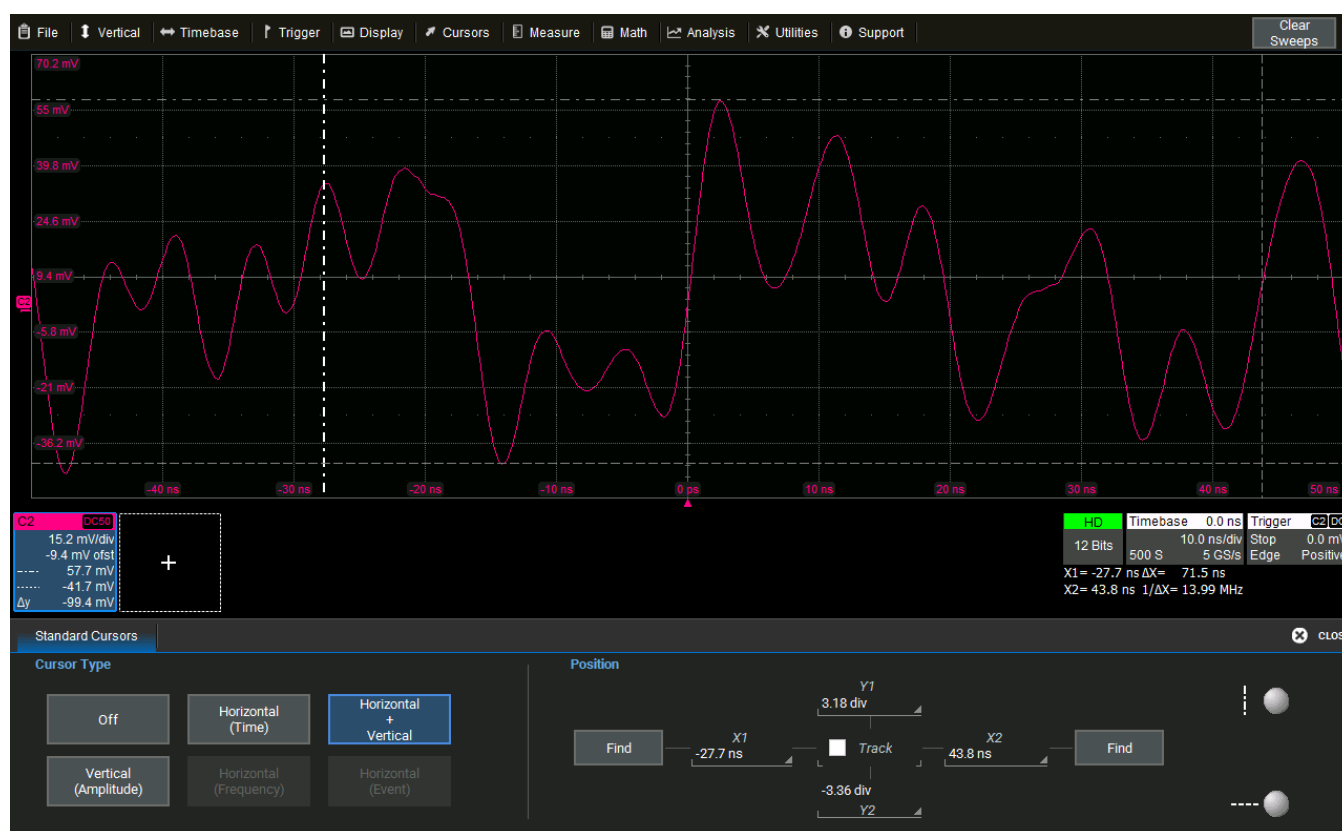 File Vertical Timebase Trigger Display Cursors Measure Math Analysis Utilities Support
Clear
Sweeps
70.2 mV
55 mV
39.8 mV
24.6 mV
9.4 mV
C2
-5.8 mV
-21 mV
-36.2 mV
-40 ns -30 ns -20 ns -10 ns 0 ps 10 ns 20 ns 30 ns 40 ns 50 ns
C2 DC50
15.2 mV/div
-9.4 mV ofst
57.7 mV
-41.7 mV
Δy -99.4 mV
+
HD
12 Bits
Timebase 0.0 ns
10.0 ns/div
500 S 5 GS/s
Trigger C2 DC
Stop 0.0 mV
Edge Positive
X1= -27.7 ns ΔX= 71.5 ns
X2= 43.8 ns 1/ΔX= 13.99 MHz
Standard Cursors
CLOS
Cursor Type
Off
Horizontal
(Time)
Horizontal
+
Vertical
Vertical
(Amplitude)
Horizontal
(Frequency)
Horizontal
(Event)
Position
Y1
3.18 div
Find
X1
-27.7 ns
Track
X2
43.8 ns
Find
-3.36 div
Y2